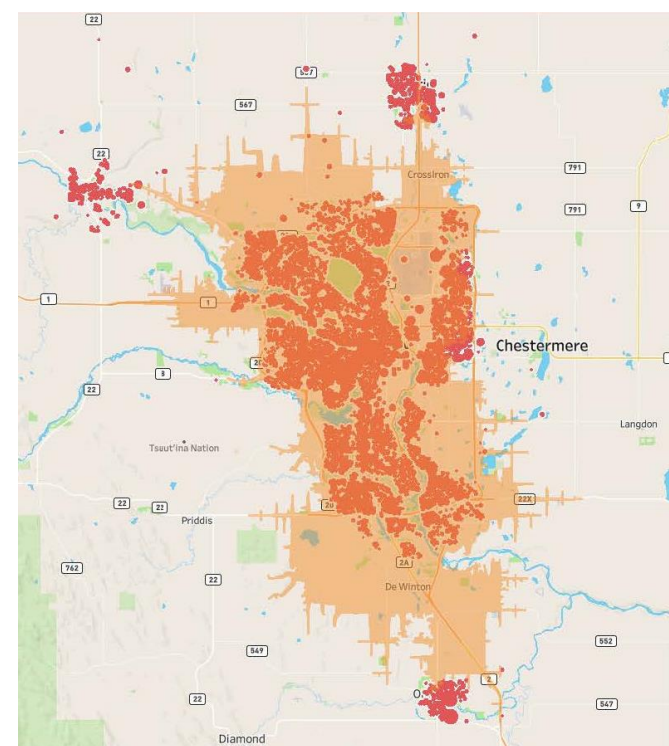 22
567
22
CrossIron
791
9
791
1
1
Chestermere
8
22
Langdon
Tsuut'ina Nation
22
22
22X
Priddis
2A
762
22
De Winton
552
549
2
22
547
Diamond